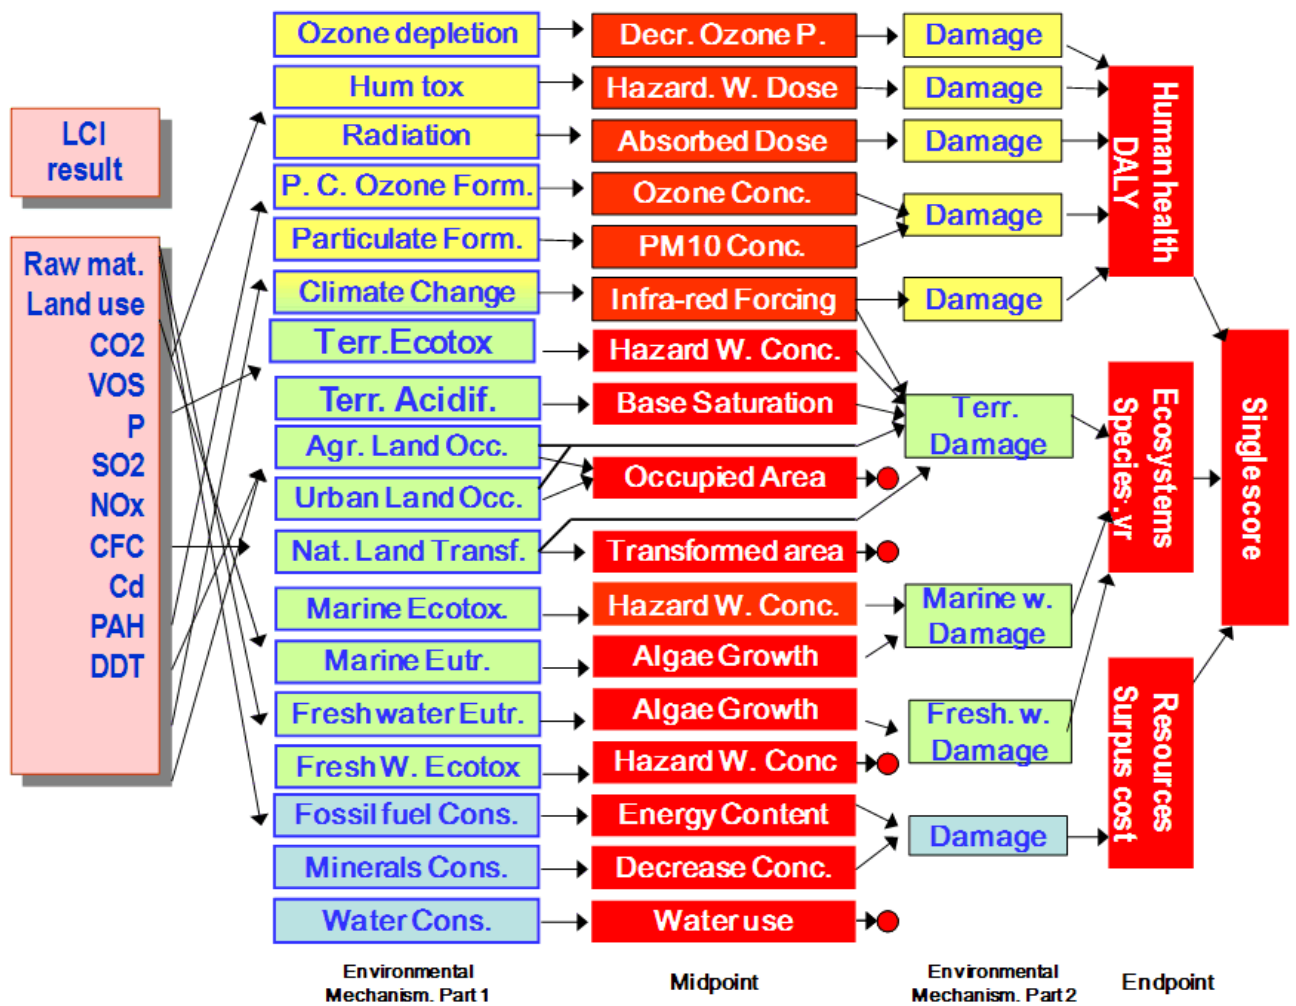 LCI
result
Raw mat.
Land use
CO2
VOS
P
SO2
NOx
CFC
Cd
PAH
DDT
Ozone depletion
Hum tox
Radiation
P. C. Ozone Form.
Particulate Form.
Climate Change
Terr.Ecotox
Terr. Acidif.
Agr. Land Occ.
Urban Land Occ.
Nat. Land Transf.
Marine Ecotox.
Marine Eutr.
Freshwater Eutr.
Fresh W. Ecotox
Fossil fuel Cons.
Minerals Cons.
Water Cons.
Environmental
Mechanism. Part 1
Decr. Ozone P.
Hazard. W. Dose
Absorbed Dose
Ozone Conc.
PM10 Conc.
Infra-red Forcing
Hazard W. Conc.
Base Saturation
Occupied Area
Transformed area
Hazard W. Conc.
Algae Growth
Algae Growth
Hazard W. Conc
Energy Content
Decrease Conc.
Water use
Midpoint
Damage
Damage
Damage
Damage
Damage
Terr.
Damage
Marine w.
Damage
Fresh. w.
Damage
Damage
Environmental
Mechanism. Part 2
Human health
DALY
Ecosystems
Species. yr
Resources
Surpus cost
Endpoint
Single score